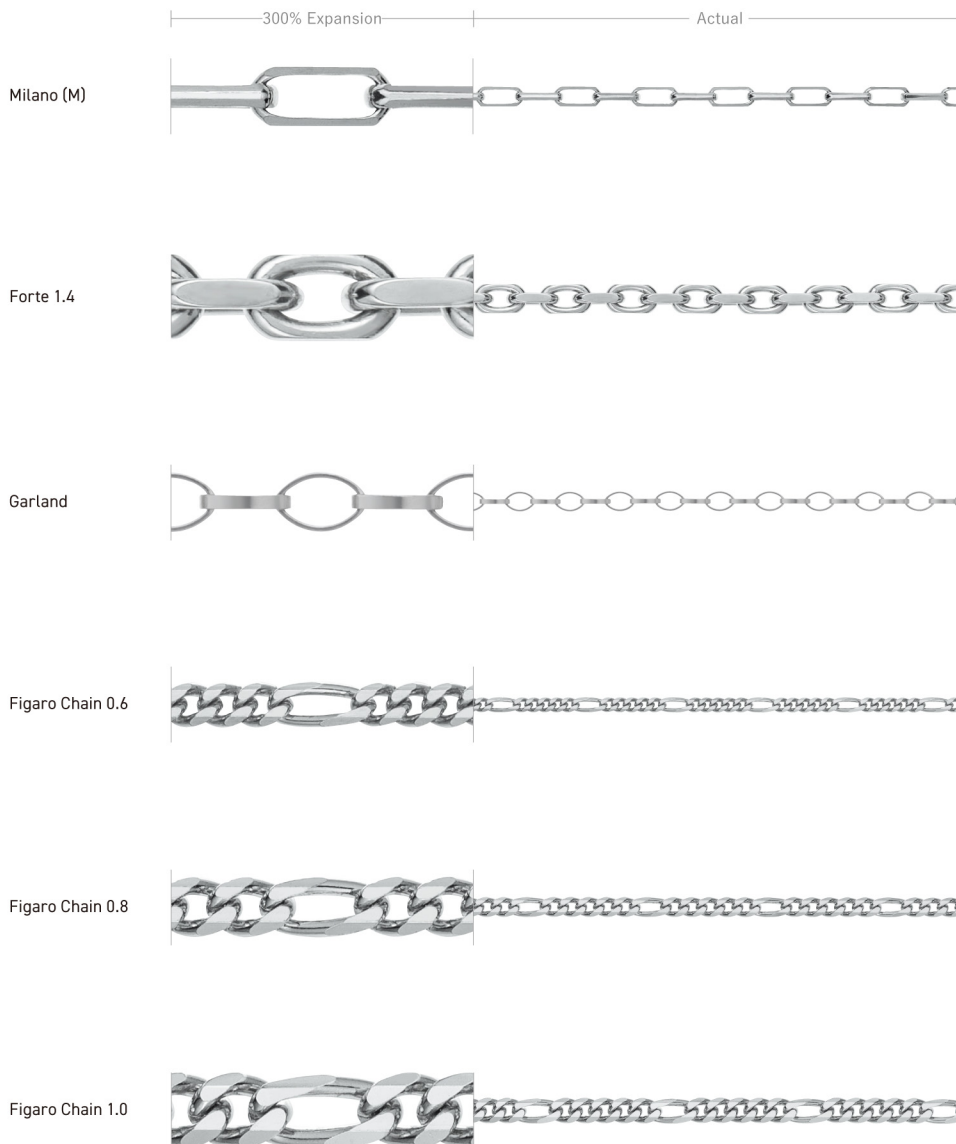 300% Expansion
Actual
Milano (M)
Forte 1.4
Garland
Figaro Chain 0.6
Figaro Chain 0.8
Figaro Chain 1.0